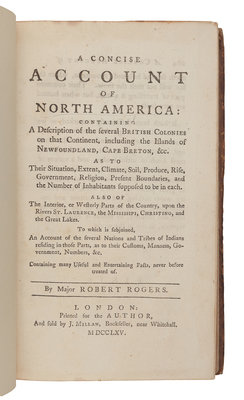 A CONCISE
ACCOUNT
OF
NORTH AMERICA:
CONTAINING
A Description of the several BRITISH COLONIES
on that Continent, including the Islands of
NEWFOUNDLAND, CAPE BRETON, &c.
AS TO
Their Situation, Extent, Climate, Soil, Produce, Rise,
Government, Religion, Present Boundaries, and
the Number of Inhabitants supposed to be in each.
ALSO OF
The Interior, or Westerly Parts of the Country, upon the
Rivers ST. LAURENCE, the MISSISIPI, CHRISTINO, and
the Great Lakes.
To which is subjoined,
An Account of the several Nations and Tribes of Indians
residing in those Parts, as to their Customs, Manners, Go-
vernment, Numbers, &c.
Containing many Useful and Entertaining Facts, never before
treated of.
By Major ROBERT ROGERS.
LONDON:
Printed for the AUTHOR,
And sold by J. MILLAN, Bookseller, near Whitehall.
MDCCLXV.